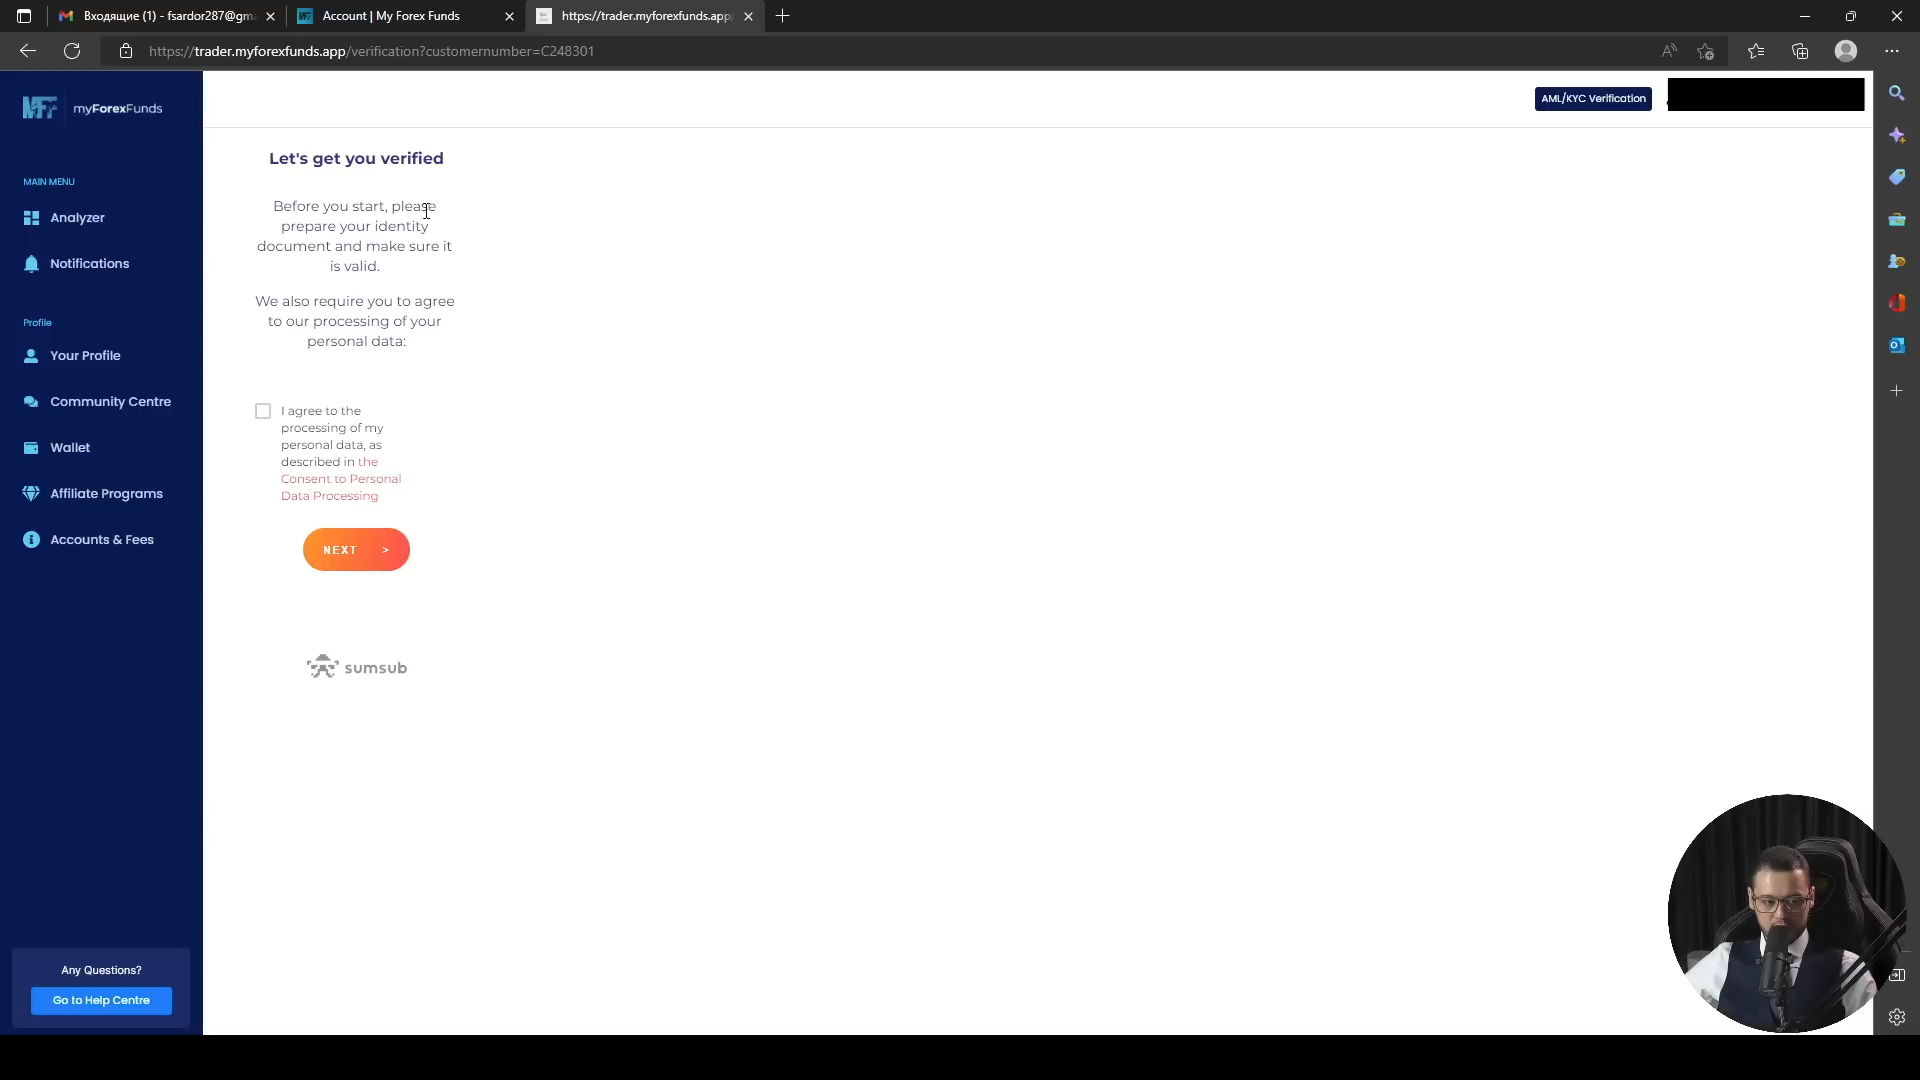 Входящие (1) - fsardor287@gm
Account | My Forex Funds
https://trader.myforexfunds.app
https://trader.myforexfunds.app/verification?customernumber=C248301
myForexFunds
AML/KYC Verification
MAIN MENU
Analyzer
Notifications
Profile
Your Profile
Community Centre
Wallet
Affiliate Programs
Accounts & Fees
Any Questions?
Go to Help Centre
Let's get you verified
Before you start, please
prepare your identity
document and make sure it
is valid.
We also require you to agree
to our processing of your
personal data:
I agree to the
processing of my
personal data, as
described in the
Consent to Personal
Data Processing
NEXT >
sumsub